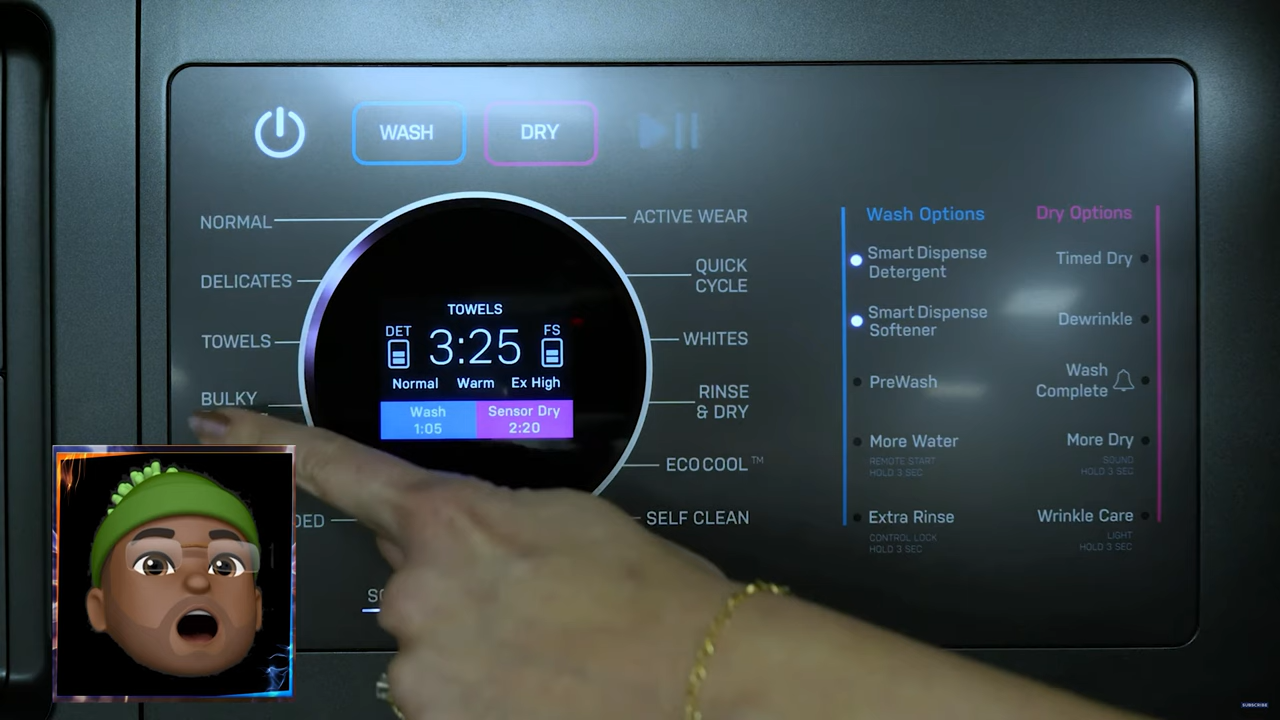 WASH
DRY
NORMAL
DELICATES
TOWELS
BULKY
TOWELS
DET
3:25
FS
Normal
Warm
Ex High
Wash
1:05
Sensor Dry
2:20
ACTIVE WEAR
QUICK
CYCLE
WHITES
RINSE
& DRY
ECOCOOL™
SELF CLEAN
Wash Options
Smart Dispense
Detergent
Smart Dispense
Softener
PreWash
More Water
REMOTE START
HOLD 3 SEC
Extra Rinse
CONTROL LOCK
HOLD 3 SEC
Dry Options
Timed Dry
Dewrinkle
Wash
Complete
More Dry
SOUND
HOLD 3 SEC
Wrinkle Care
LIGHT
HOLD 3 SEC
SUBSCRIBE